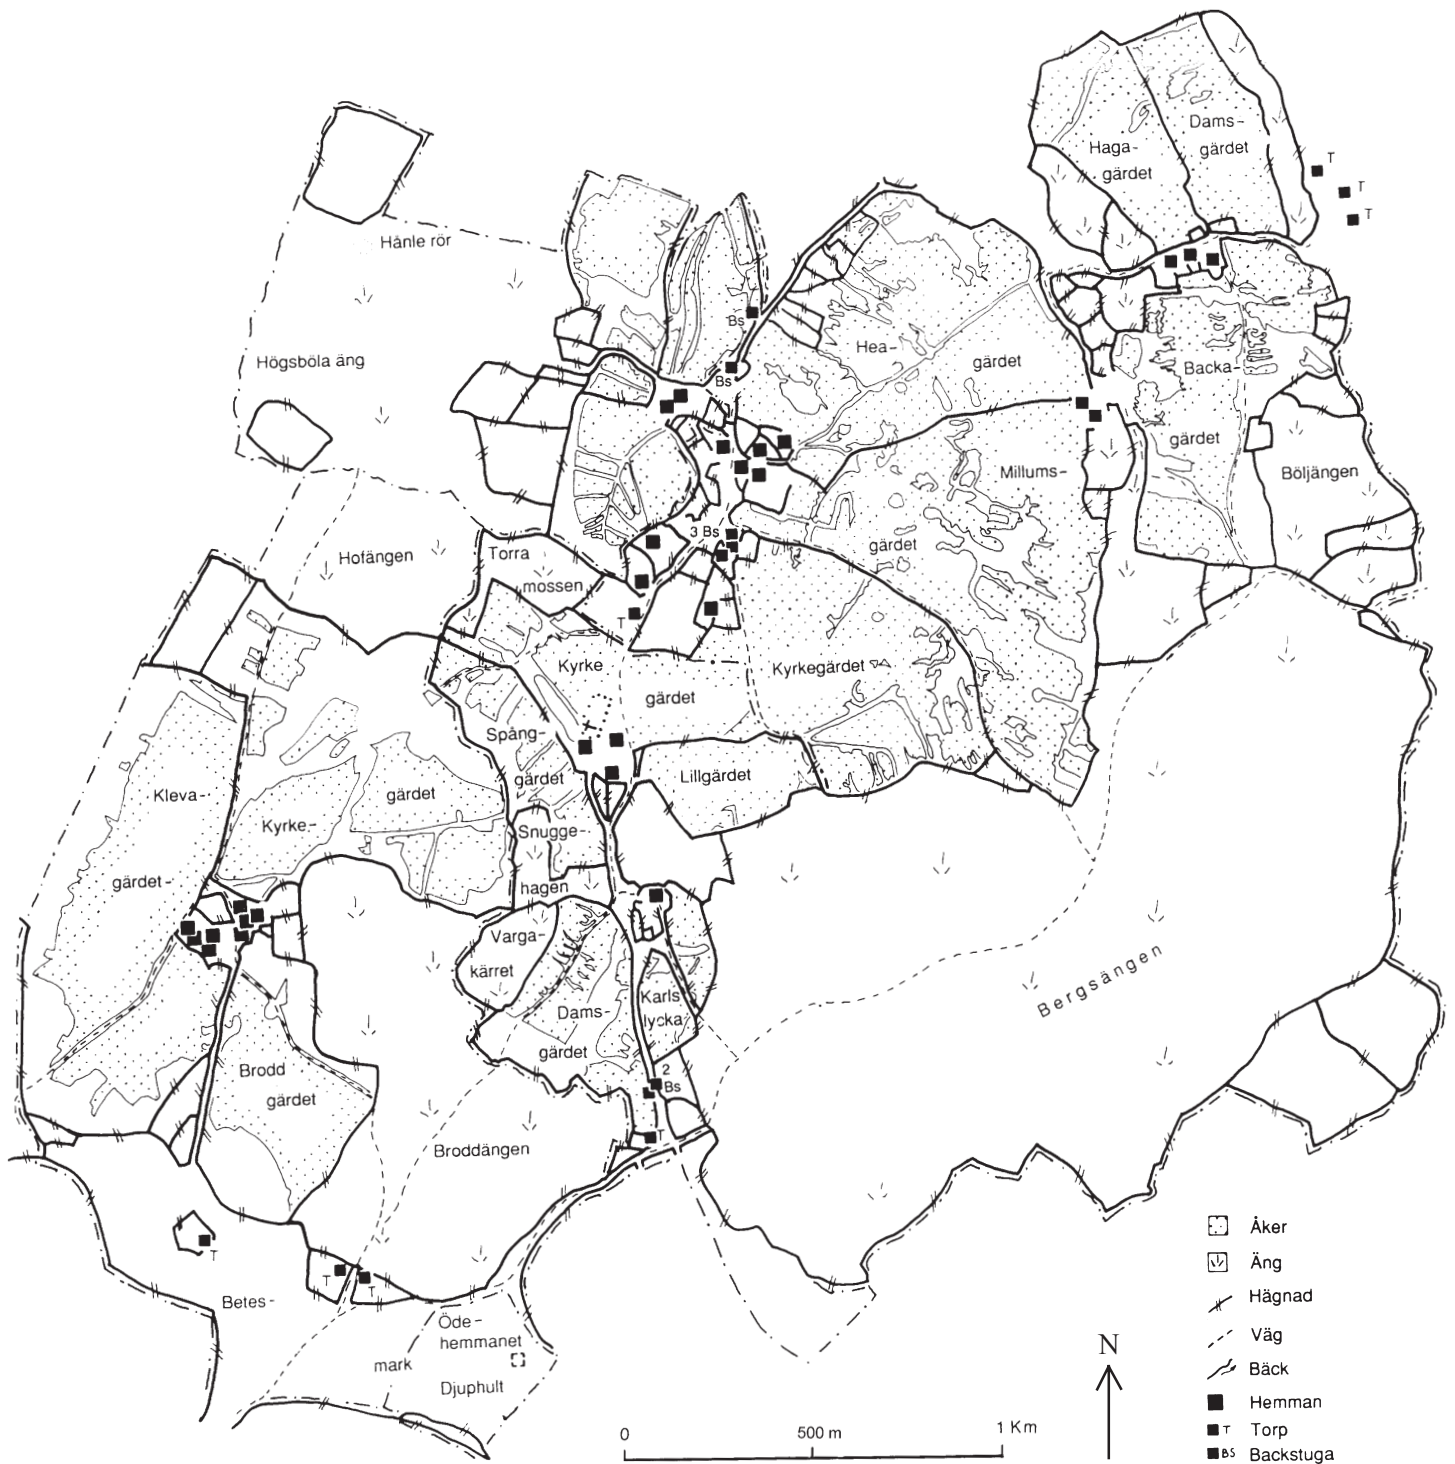 Dams-
gärdet
Haga-
gärdet
T
T
T
Hånle rör
Högsböla äng
Bs
Bs
Hea-
gärdet
Backa-
gärdet
Böljängen
Millums-
gärdet
3 Bs
Hofängen
Torra
mossen
T
Kyrke
gärdet
Kyrkegärdet
Spång-
gärdet
Lillgärdet
Kleva-
gärdet-
Kyrke-
gärdet
Snugge-
hagen
Varga-
kärret
Dams-
gärdet
Karls
lycka
Bergsängen
2
Bs
T
Brodd
gärdet
Broddängen
T
T
T
Betes-
mark
Öde-
hemmanet
Djuphult
Åker
Äng
Hägnad
Väg
Bäck
Hemman
T Torp
BS Backstuga
N
0 500 m 1 Km